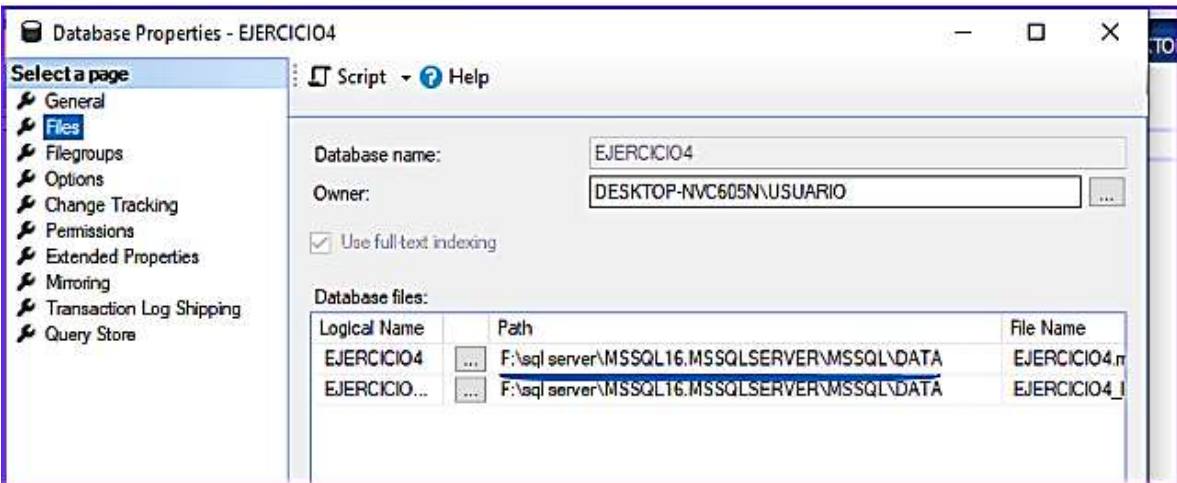 Database Properties - EJERCICIO4
TO
Select a page
Script Help
General
Files
Filegroups
Options
Change Tracking
Permissions
Extended Properties
Mirroring
Transaction Log Shipping
Query Store
Database name: EJERCICIO4
Owner: DESKTOP-NVC605N\USUARIO ...
Use full-text indexing
Database files:
Logical Name Path File Name
EJERCICIO4 ... F:\sql server\MSSQL16.MSSQLSERVER\MSSQL\DATA EJERCICIO4.m
EJERCICIO... ... F:\sql server\MSSQL16.MSSQLSERVER\MSSQL\DATA EJERCICIO4_l